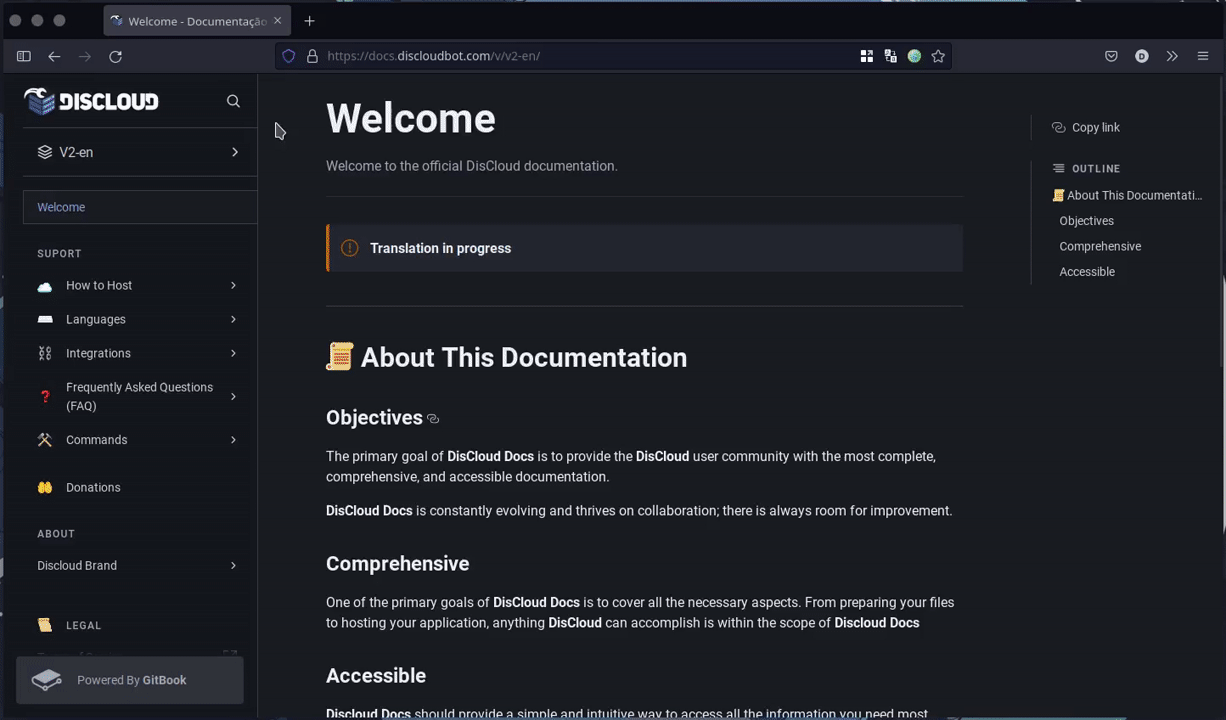 Welcome - Documentação
https://docs.discloudbot.com/v/v2-en/
D
DISCLOUD
V2-en
Welcome
SUPORT
How to Host
Languages
Integrations
Frequently Asked Questions
(FAQ)
Commands
Donations
ABOUT
Discloud Brand
LEGAL
Powered By GitBook
Welcome
Welcome to the official DisCloud documentation.
Translation in progress
About This Documentation
Objectives
The primary goal of DisCloud Docs is to provide the DisCloud user community with the most complete,
comprehensive, and accessible documentation.
DisCloud Docs is constantly evolving and thrives on collaboration; there is always room for improvement.
Comprehensive
One of the primary goals of DisCloud Docs is to cover all the necessary aspects. From preparing your files
to hosting your application, anything DisCloud can accomplish is within the scope of Discloud Docs
Accessible
Discloud Docs should provide a simple and intuitive way to access all the information you need most
Copy link
OUTLINE
About This Documentati...
Objectives
Comprehensive
Accessible